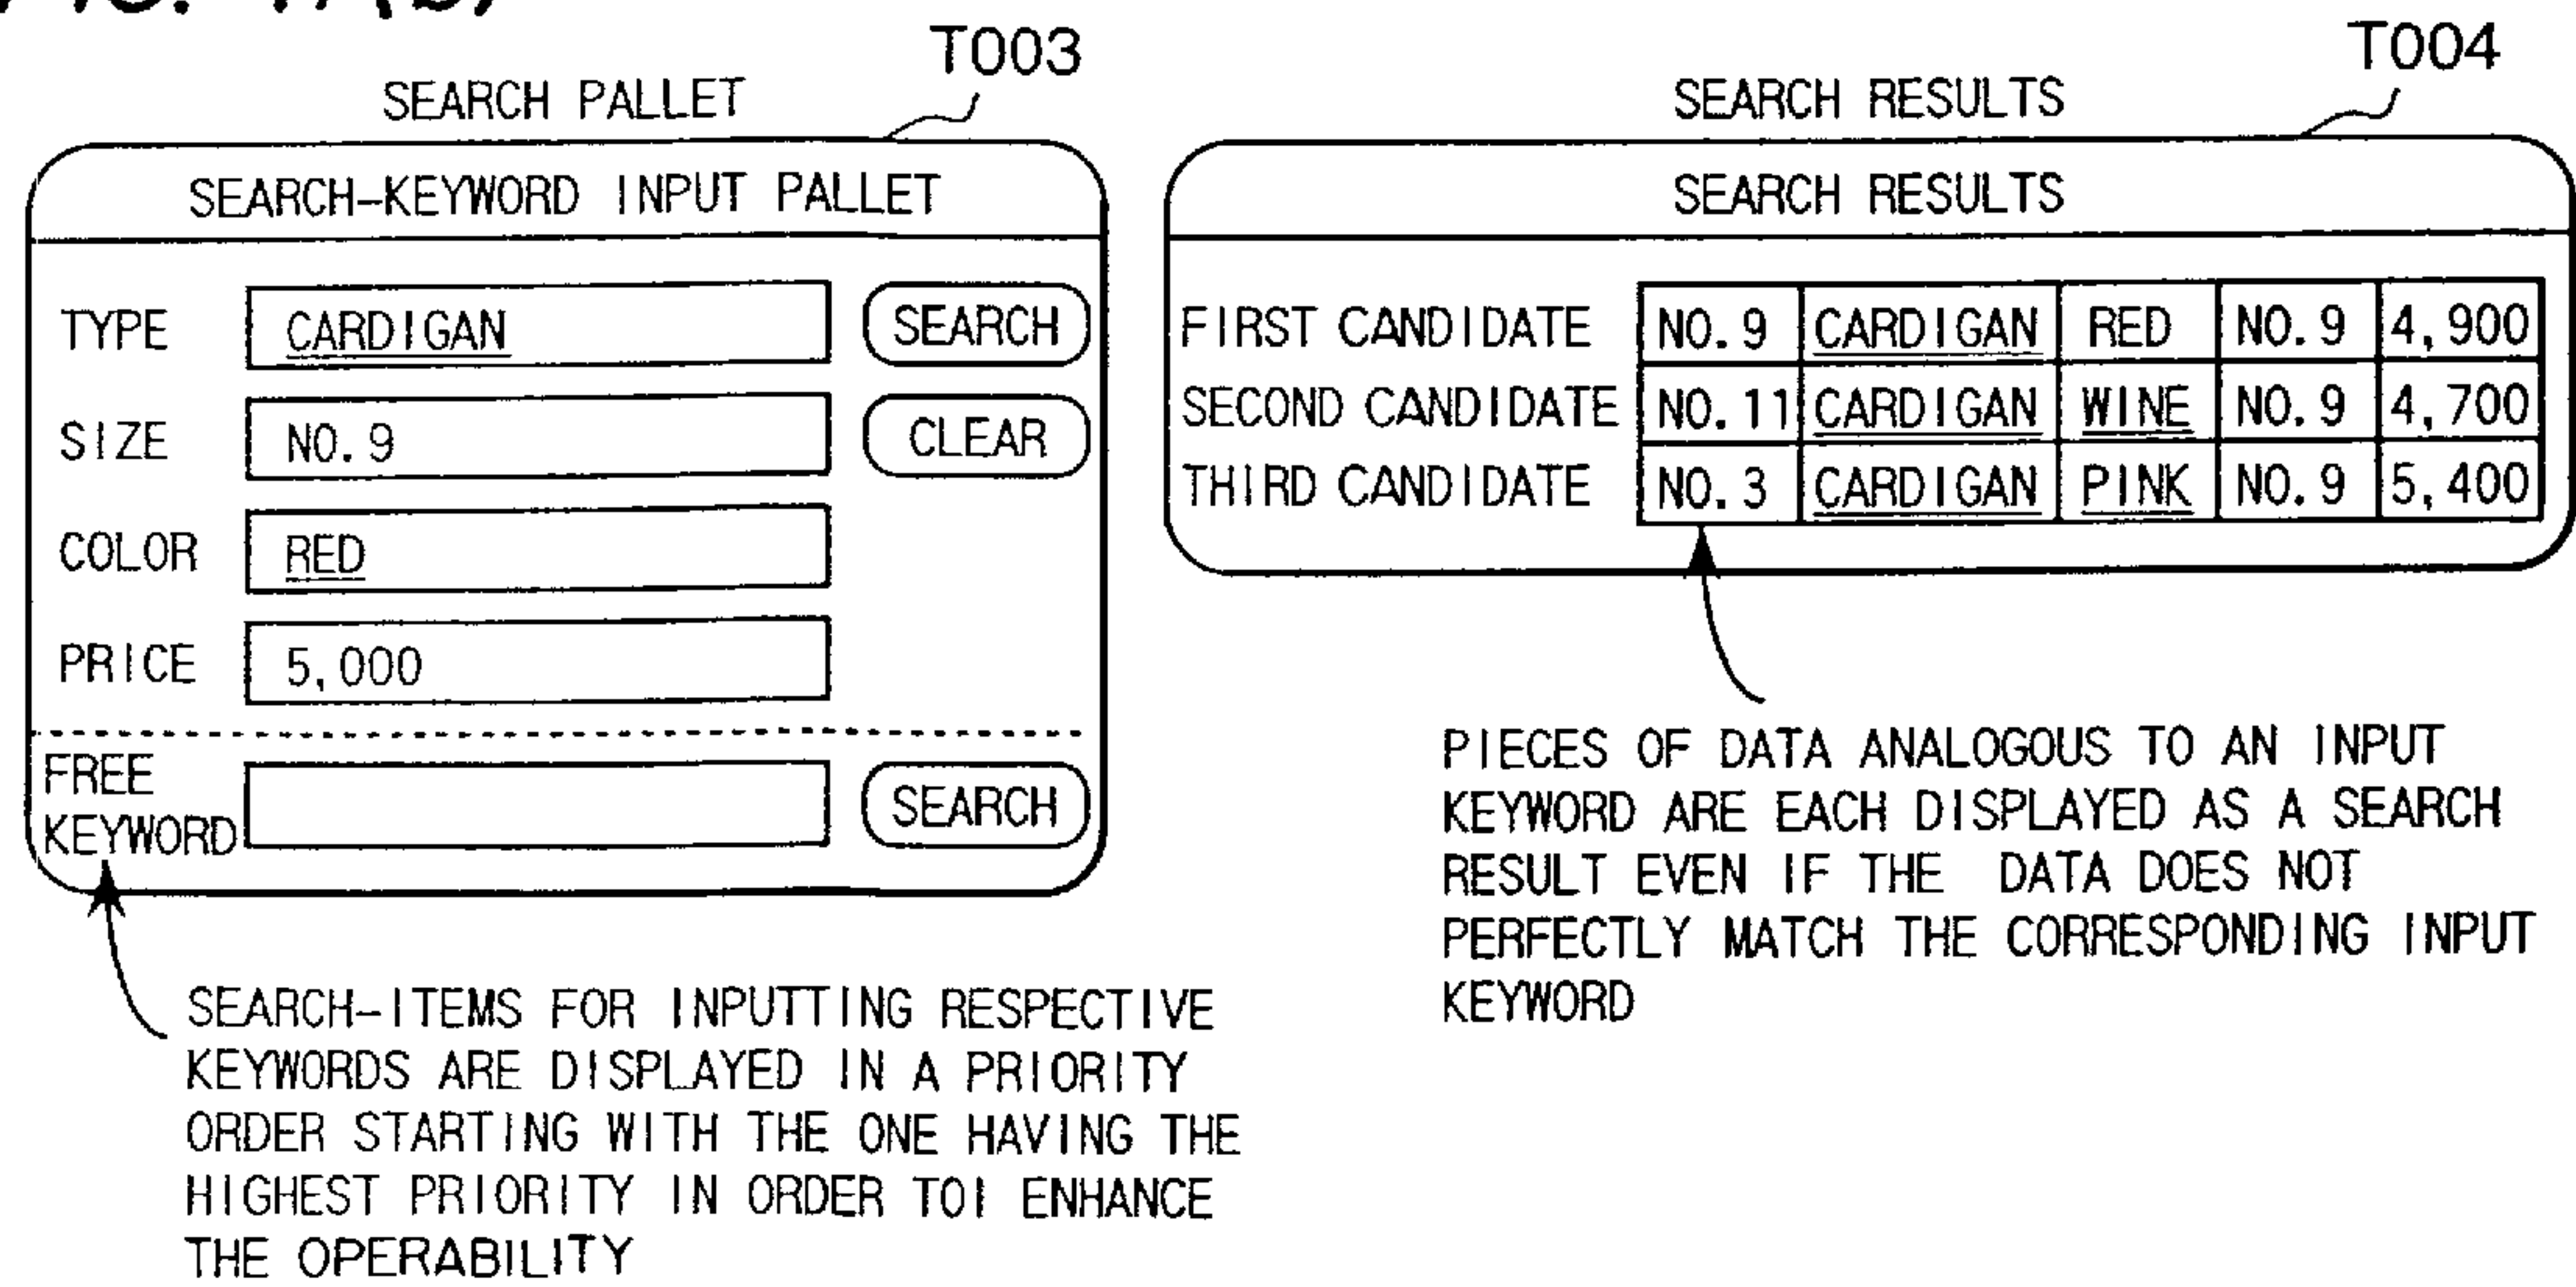 T003
SEARCH PALLET
SEARCH-KEYWORD INPUT PALLET
TYPE CARDIGAN SEARCH
SIZE NO. 9 CLEAR
COLOR RED
PRICE 5,000
FREE
KEYWORD SEARCH
SEARCH-ITEMS FOR INPUTTING RESPECTIVE
KEYWORDS ARE DISPLAYED IN A PRIORITY
ORDER STARTING WITH THE ONE HAVING THE
HIGHEST PRIORITY IN ORDER TOI ENHANCE
THE OPERABILITY
T004
SEARCH RESULTS
SEARCH RESULTS
FIRST CANDIDATE NO. 9 CARDIGAN RED NO. 9 4,900
SECOND CANDIDATE NO. 11 CARDIGAN WINE NO. 9 4,700
THIRD CANDIDATE NO. 3 CARDIGAN PINK NO. 9 5,400
PIECES OF DATA ANALOGOUS TO AN INPUT
KEYWORD ARE EACH DISPLAYED AS A SEARCH
RESULT EVEN IF THE DATA DOES NOT
PERFECTLY MATCH THE CORRESPONDING INPUT
KEYWORD